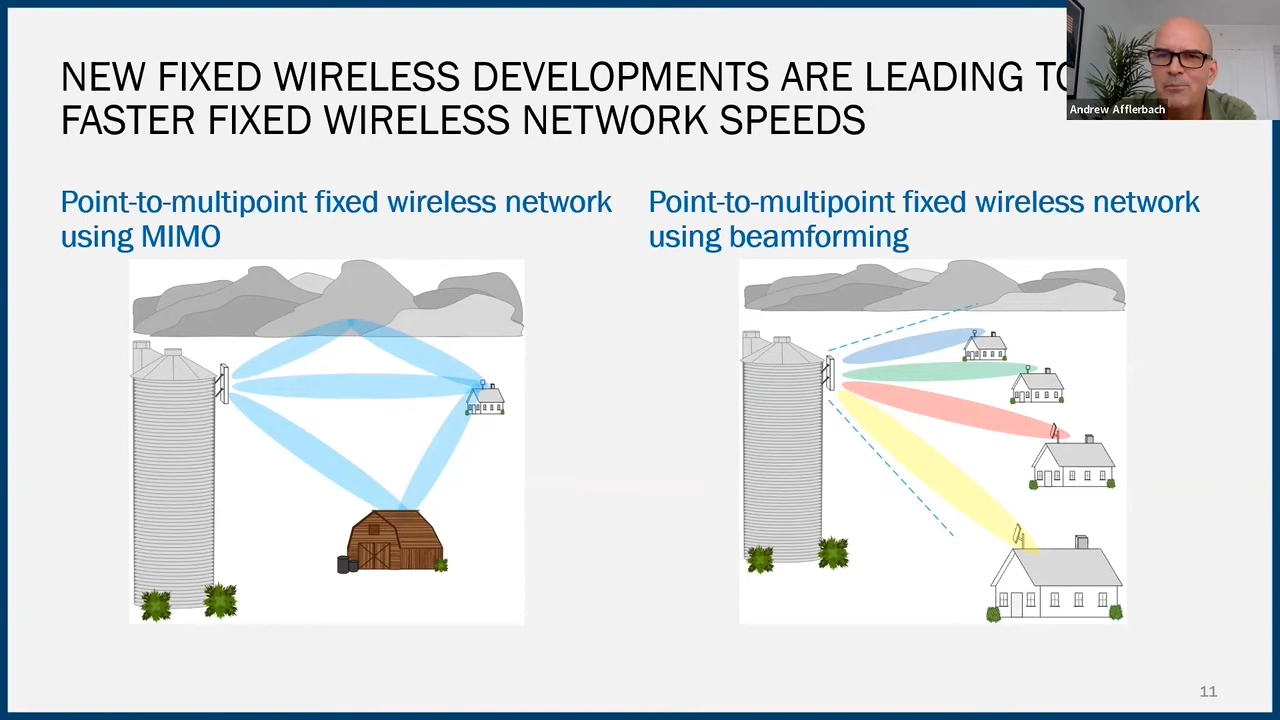 NEW FIXED WIRELESS DEVELOPMENTS ARE LEADING TO
FASTER FIXED WIRELESS NETWORK SPEEDS
Andrew Afflerbach
Point-to-multipoint fixed wireless network
using MIMO
Point-to-multipoint fixed wireless network
using beamforming
11